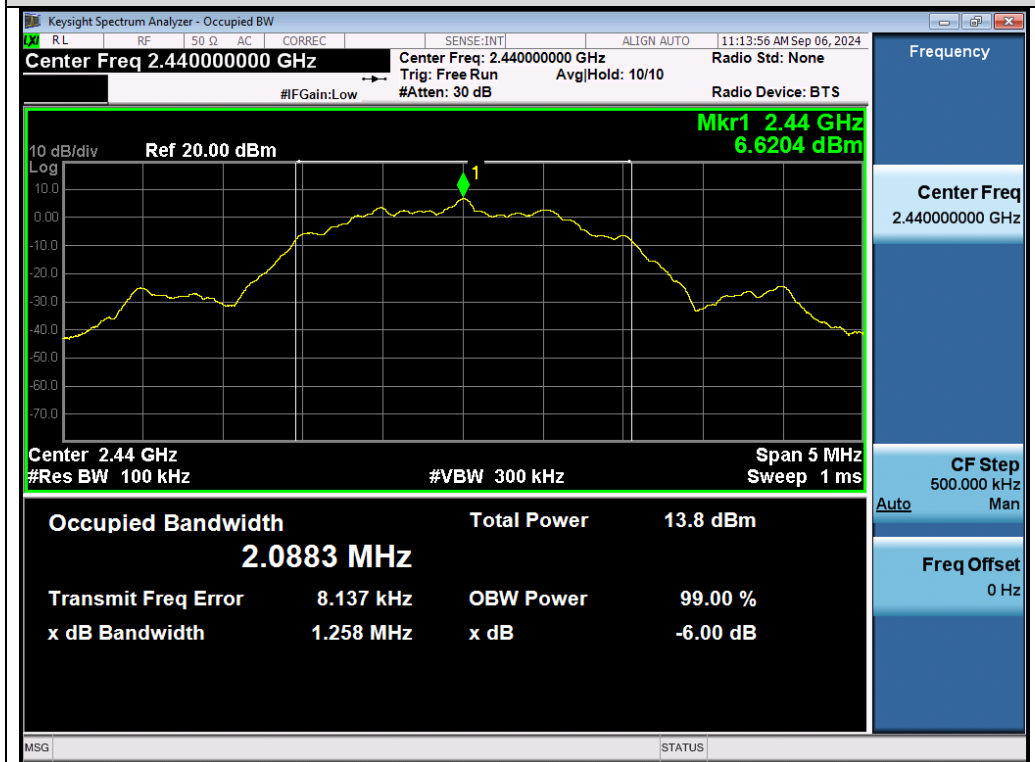 Keysight Spectrum Analyzer - Occupied BW
LXI RL RF 50 Ω AC CORREC SENSE:INT ALIGN AUTO 11:13:56 AM Sep 06, 2024
Center Freq 2.440000000 GHz
Center Freq: 2.440000000 GHz
Radio Std: None
Trig: Free Run Avg|Hold: 10/10
#IFGain:Low
#Atten: 30 dB
Radio Device: BTS
Mkr1 2.44 GHz
6.6204 dBm
10 dB/div Ref 20.00 dBm
Log
1
10.0
0.00
-10.0
-20.0
-30.0
-40.0
-50.0
-60.0
-70.0
Center 2.44 GHz Span 5 MHz
#Res BW 100 kHz #VBW 300 kHz Sweep 1 ms
Occupied Bandwidth Total Power 13.8 dBm
2.0883 MHz
Transmit Freq Error 8.137 kHz OBW Power 99.00 %
x dB Bandwidth 1.258 MHz x dB -6.00 dB
MSG STATUS
Frequency
Center Freq
2.440000000 GHz
CF Step
500.000 kHz
Auto Man
Freq Offset
0 Hz